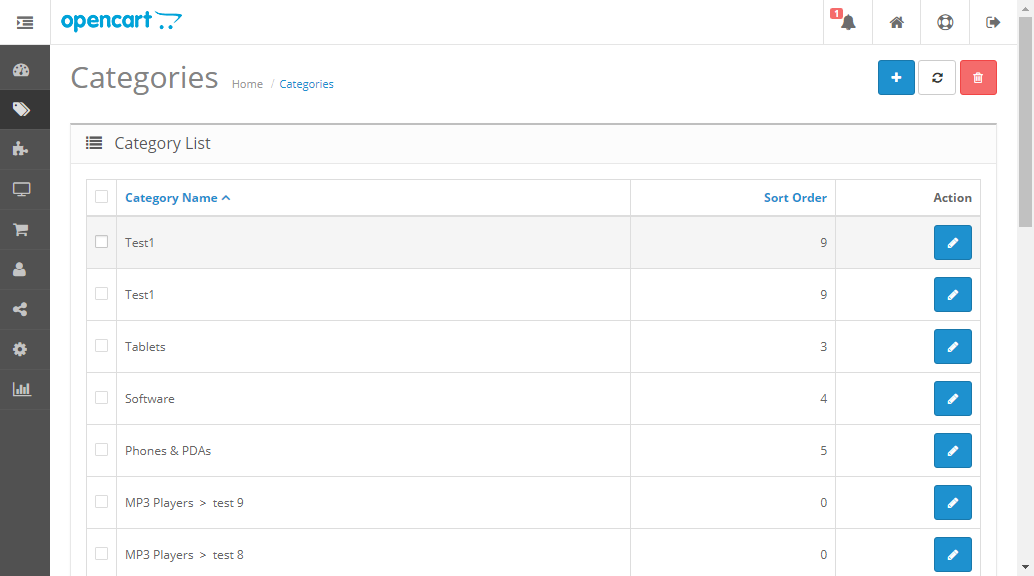 opencart
1
Categories Home / Categories
Category List
Category Name Sort Order Action
Test1 9
Test1 9
Tablets 3
Software 4
Phones & PDAs 5
MP3 Players > test 9 0
MP3 Players > test 8 0